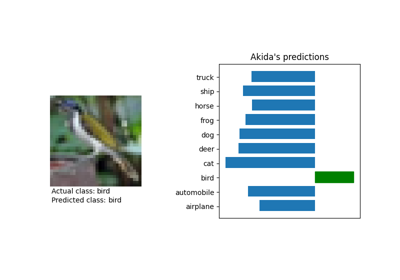 Akida's predictions
truck
ship
horse
frog
dog
deer
cat
bird
automobile
airplane
Actual class: bird
Predicted class: bird